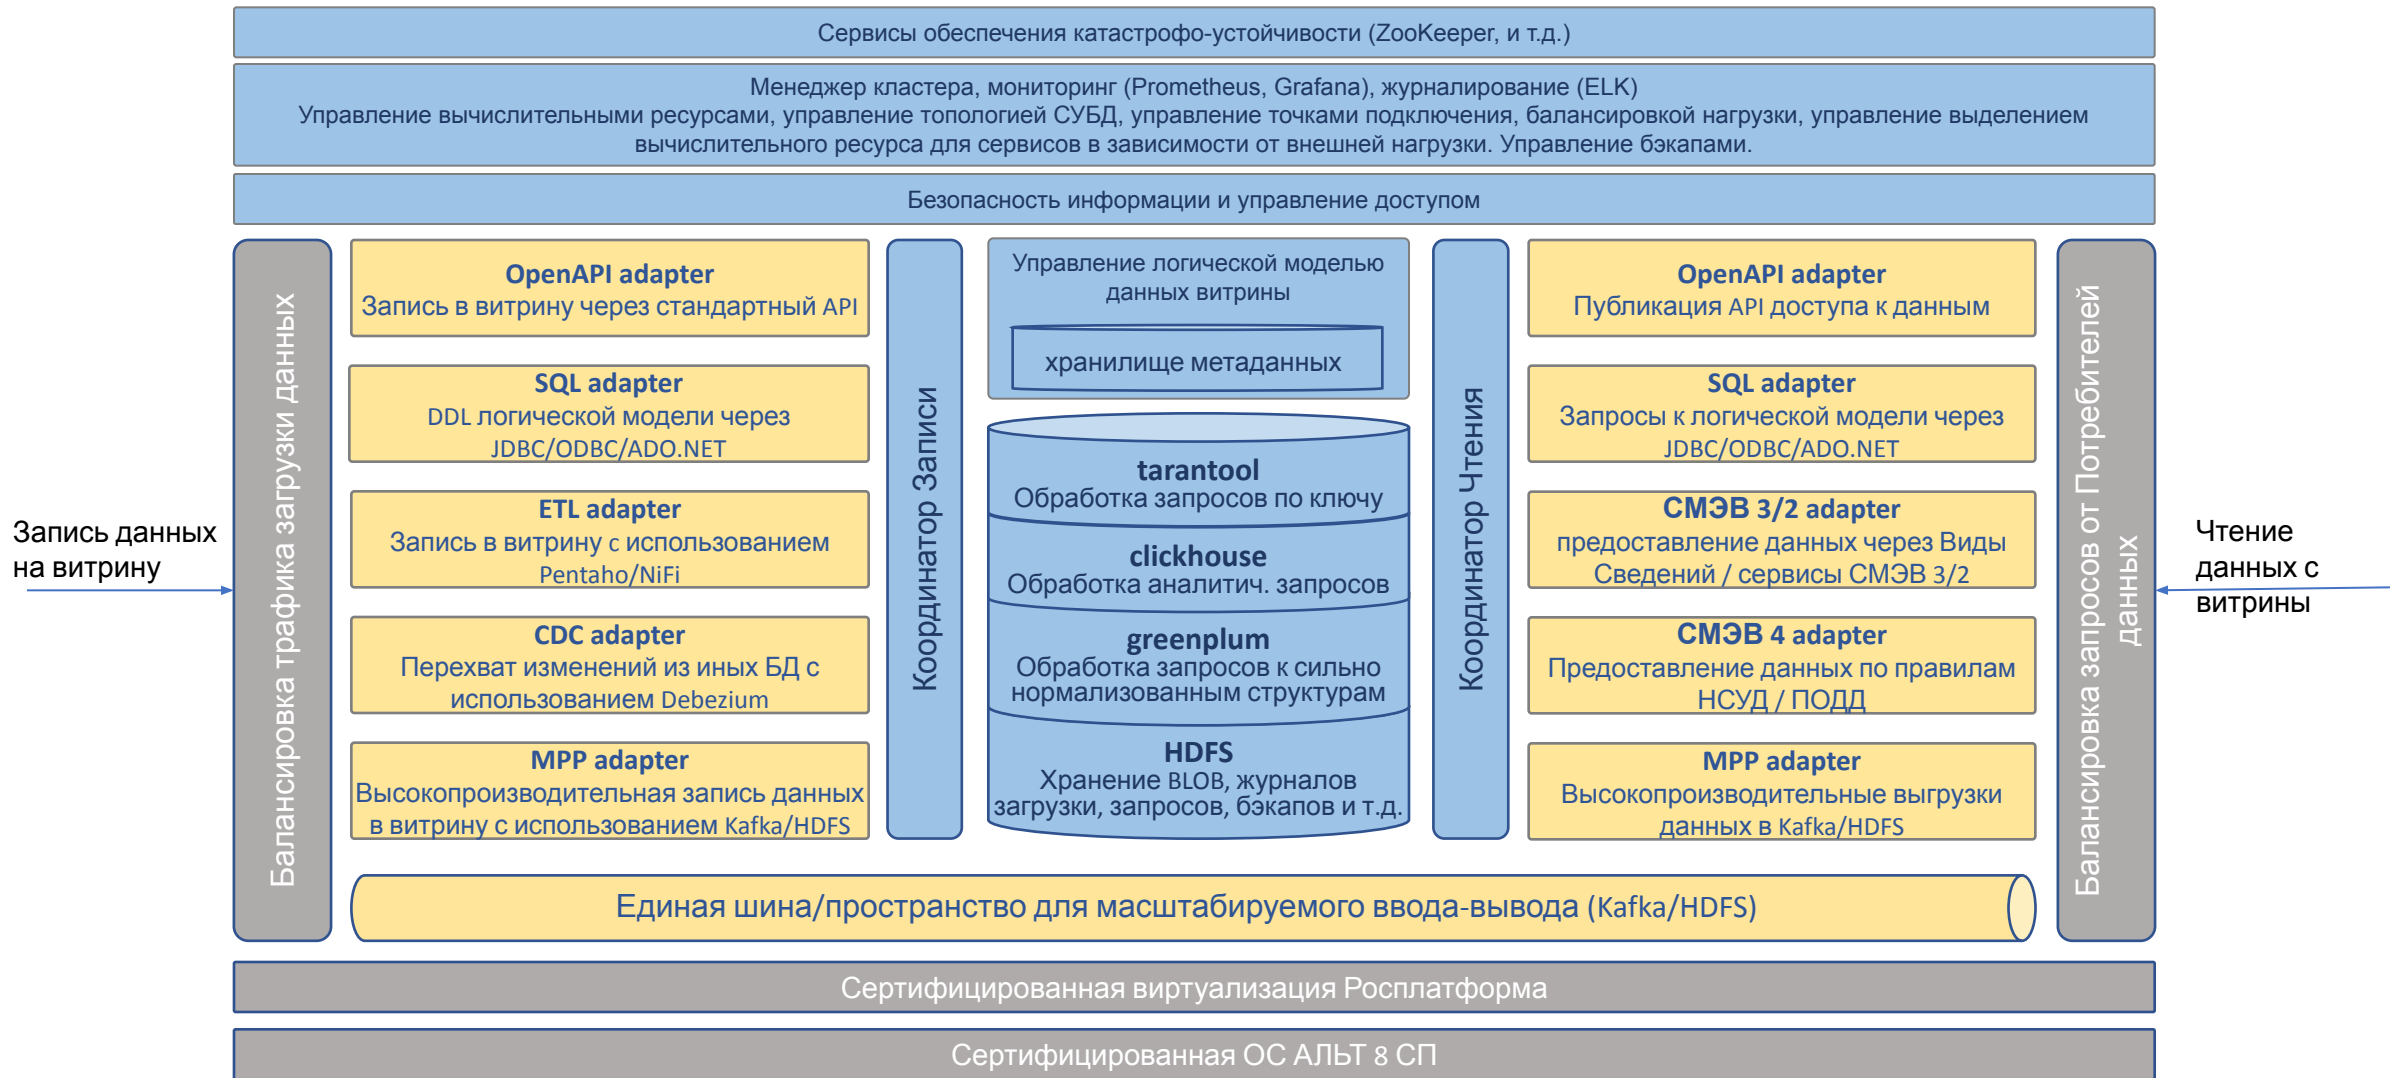 Сервисы обеспечения катастрофо-устойчивости (ZooKeeper, и т.д.)
Менеджер кластера, мониторинг (Prometheus, Grafana), журналирование (ELK)
Управление вычислительными ресурсами, управление топологией СУБД, управление точками подключения, балансировкой нагрузки, управление выделением
вычислительного ресурса для сервисов в зависимости от внешней нагрузки. Управление бэкапами.
Безопасность информации и управление доступом
Запись данных
на витрину
Балансировка трафика загрузки данных
OpenAPI adapter
Запись в витрину через стандартный API
SQL adapter
DDL логической модели через
JDBC/ODBC/ADO.NET
ETL adapter
Запись в витрину с использованием
Pentaho/NiFi
CDC adapter
Перехват изменений из иных БД с
использованием Debezium
MPP adapter
Высокопроизводительная запись данных
в витрину с использованием Kafka/HDFS
Координатор Записи
Управление логической моделью
данных витрины
хранилище метаданных
tarantool
Обработка запросов по ключу
clickhouse
Обработка аналитич. запросов
greenplum
Обработка запросов к сильно
нормализованным структурам
HDFS
Хранение BLOB, журналов
загрузки, запросов, бэкапов и т.д.
Координатор Чтения
OpenAPI adapter
Публикация API доступа к данным
SQL adapter
Запросы к логической модели через
JDBC/ODBC/ADO.NET
СМЭВ 3/2 adapter
предоставление данных через Виды
Сведений / сервисы СМЭВ 3/2
СМЭВ 4 adapter
Предоставление данных по правилам
НСУД / ПОДД
MPP adapter
Высокопроизводительные выгрузки
данных в Kafka/HDFS
Балансировка запросов от Потребителей
данных
Чтение
данных с
витрины
Единая шина/пространство для масштабируемого ввода-вывода (Kafka/HDFS)
Сертифицированная виртуализация Росплатформа
Сертифицированная ОС АЛЬТ 8 СП